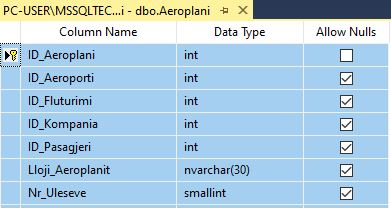 PC-USER\MSSQLTEC...i - dbo.Aeroplani
Column Name Data Type Allow Nulls
ID_Aeroplani int
ID_Aeroporti int
ID_Fluturimi int
ID_Kompania int
ID_Pasagjeri int
Lloji_Aeroplanit nvarchar(30)
Nr_Uleseve smallint